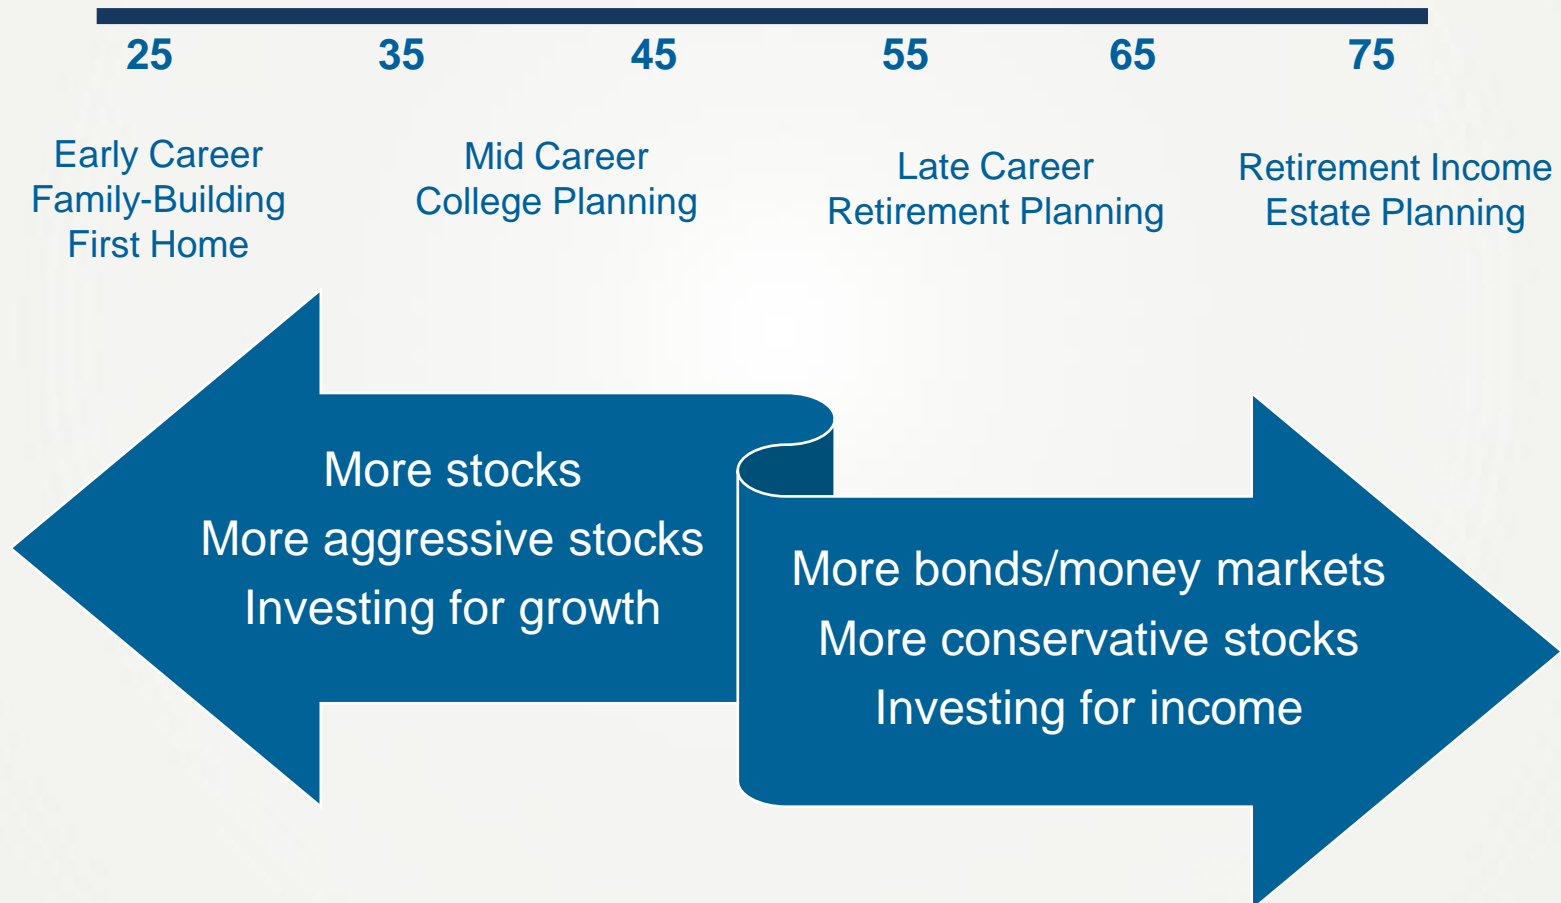 25 35 45 55 65 75
Early Career
Family-Building
First Home
Mid Career
College Planning
Late Career
Retirement Planning
Retirement Income
Estate Planning
More stocks
More aggressive stocks
Investing for growth
More bonds/money markets
More conservative stocks
Investing for income